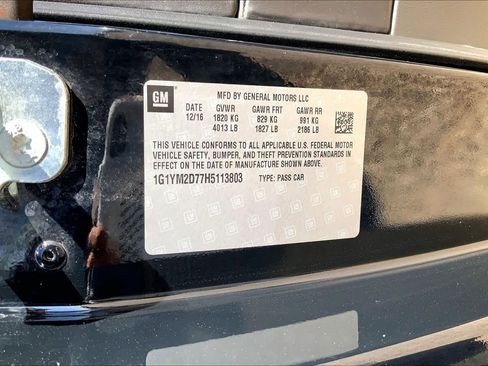 GM
MFD BY GENERAL MOTORS LLC
DATE GVWR GAWR FRT GAWR RR
12/16 1820 KG 829 KG 991 KG
4013 LB 1827 LB 2186 LB
THIS VEHICLE CONFORMS TO ALL APPLICABLE U.S. FEDERAL MOTOR
VEHICLE SAFETY, BUMPER, AND THEFT PREVENTION STANDARDS
IN EFFECT ON THE DATE OF MANUFACTURE SHOWN ABOVE.
1G1YM2D77H5113803 TYPE: PASS CAR